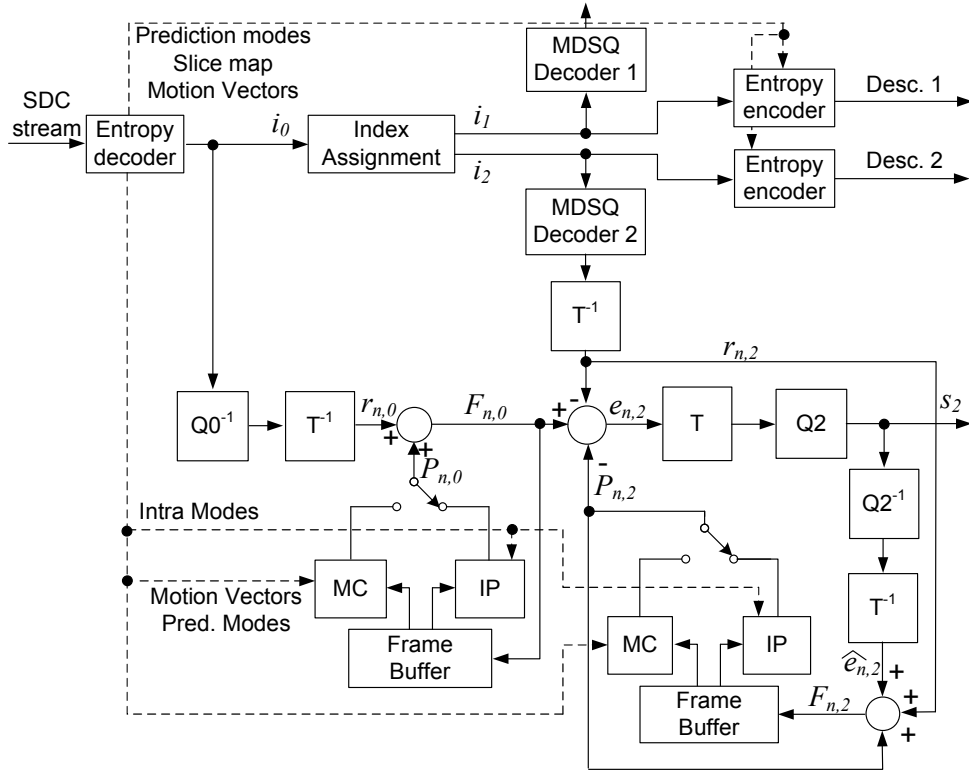 Prediction modes
Slice map
Motion Vectors
MDSQ
Decoder 1
SDC
stream
Entropy
decoder
i0
Index
Assignment
i1
i2
Entropy
encoder
Desc. 1
Entropy
encoder
Desc. 2
MDSQ
Decoder 2
T-1
rn,2
Q0-1
T-1
rn,0
+
+
Fn,0
+
-
-
en,2
T
Q2
s2
Pn,0
Pn,2
Q2-1
Intra Modes
T-1
Motion Vectors
Pred. Modes
MC
IP
Frame
Buffer
MC
IP
Frame
Buffer
ên,2
+
+
+
Fn,2